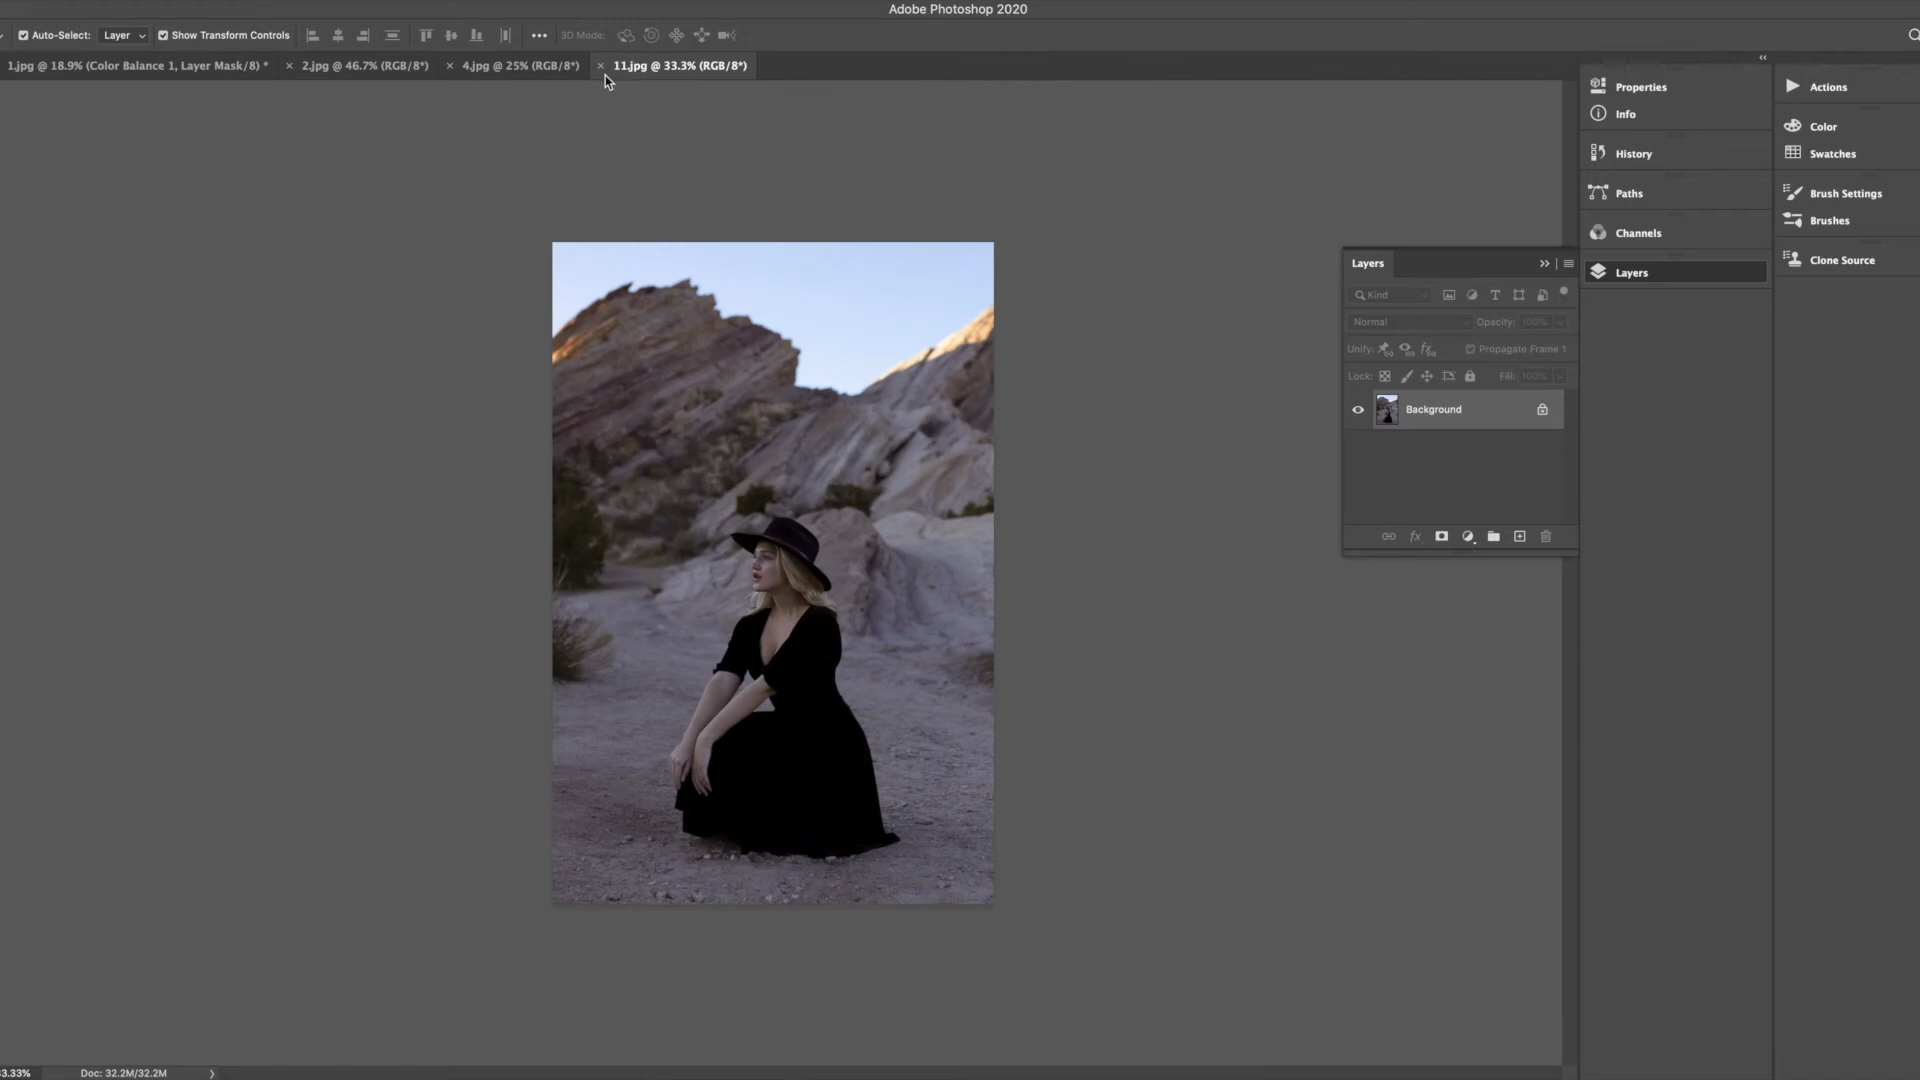 Adobe Photoshop 2020
Auto-Select: Layer Show Transform Controls 3D Mode:
1.jpg @ 18.9% (Color Balance 1, Layer Mask/8) * 2.jpg @ 46.7% (RGB/8*) 4.jpg @ 25% (RGB/8*) 11.jpg @ 33.3% (RGB/8*)
Properties
Info
History
Paths
Channels
Layers
Actions
Color
Swatches
Brush Settings
Brushes
Clone Source
Layers
Kind
Normal Opacity: 100%
Unify: Propagate Frame 1
Lock: Fill: 100%
Background
33.33% Doc: 32.2M/32.2M